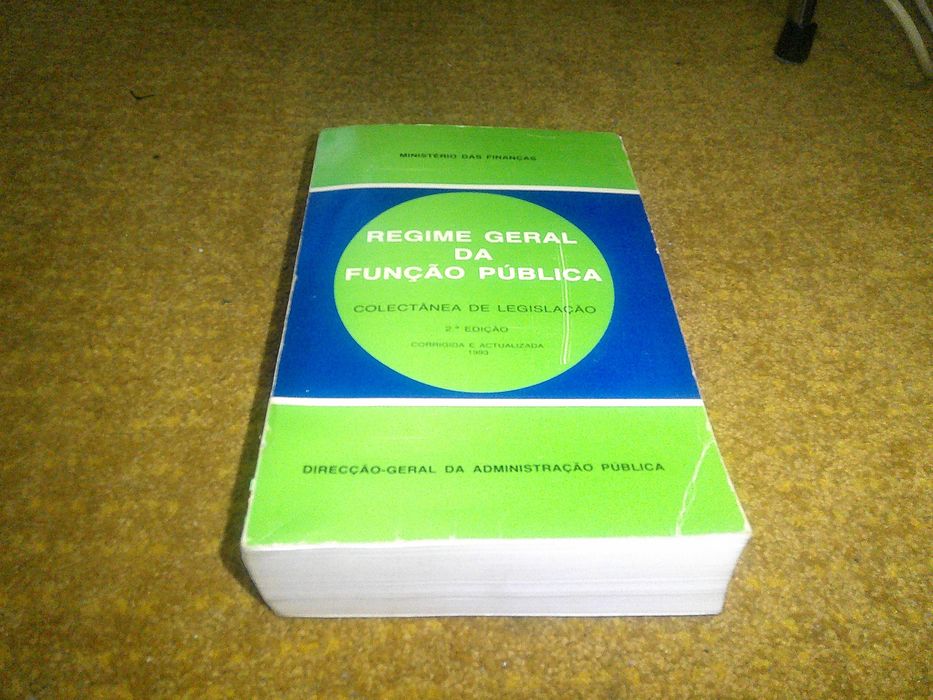 MINISTÉRIO DAS FINANÇAS
REGIME GERAL
DA
FUNÇÃO PÚBLICA
COLECTÂNEA DE LEGISLAÇÃO
2.ª EDIÇÃO
CORRIGIDA E ACTUALIZADA
1993
DIRECÇÃO-GERAL DA ADMINISTRAÇÃO PÚBLICA